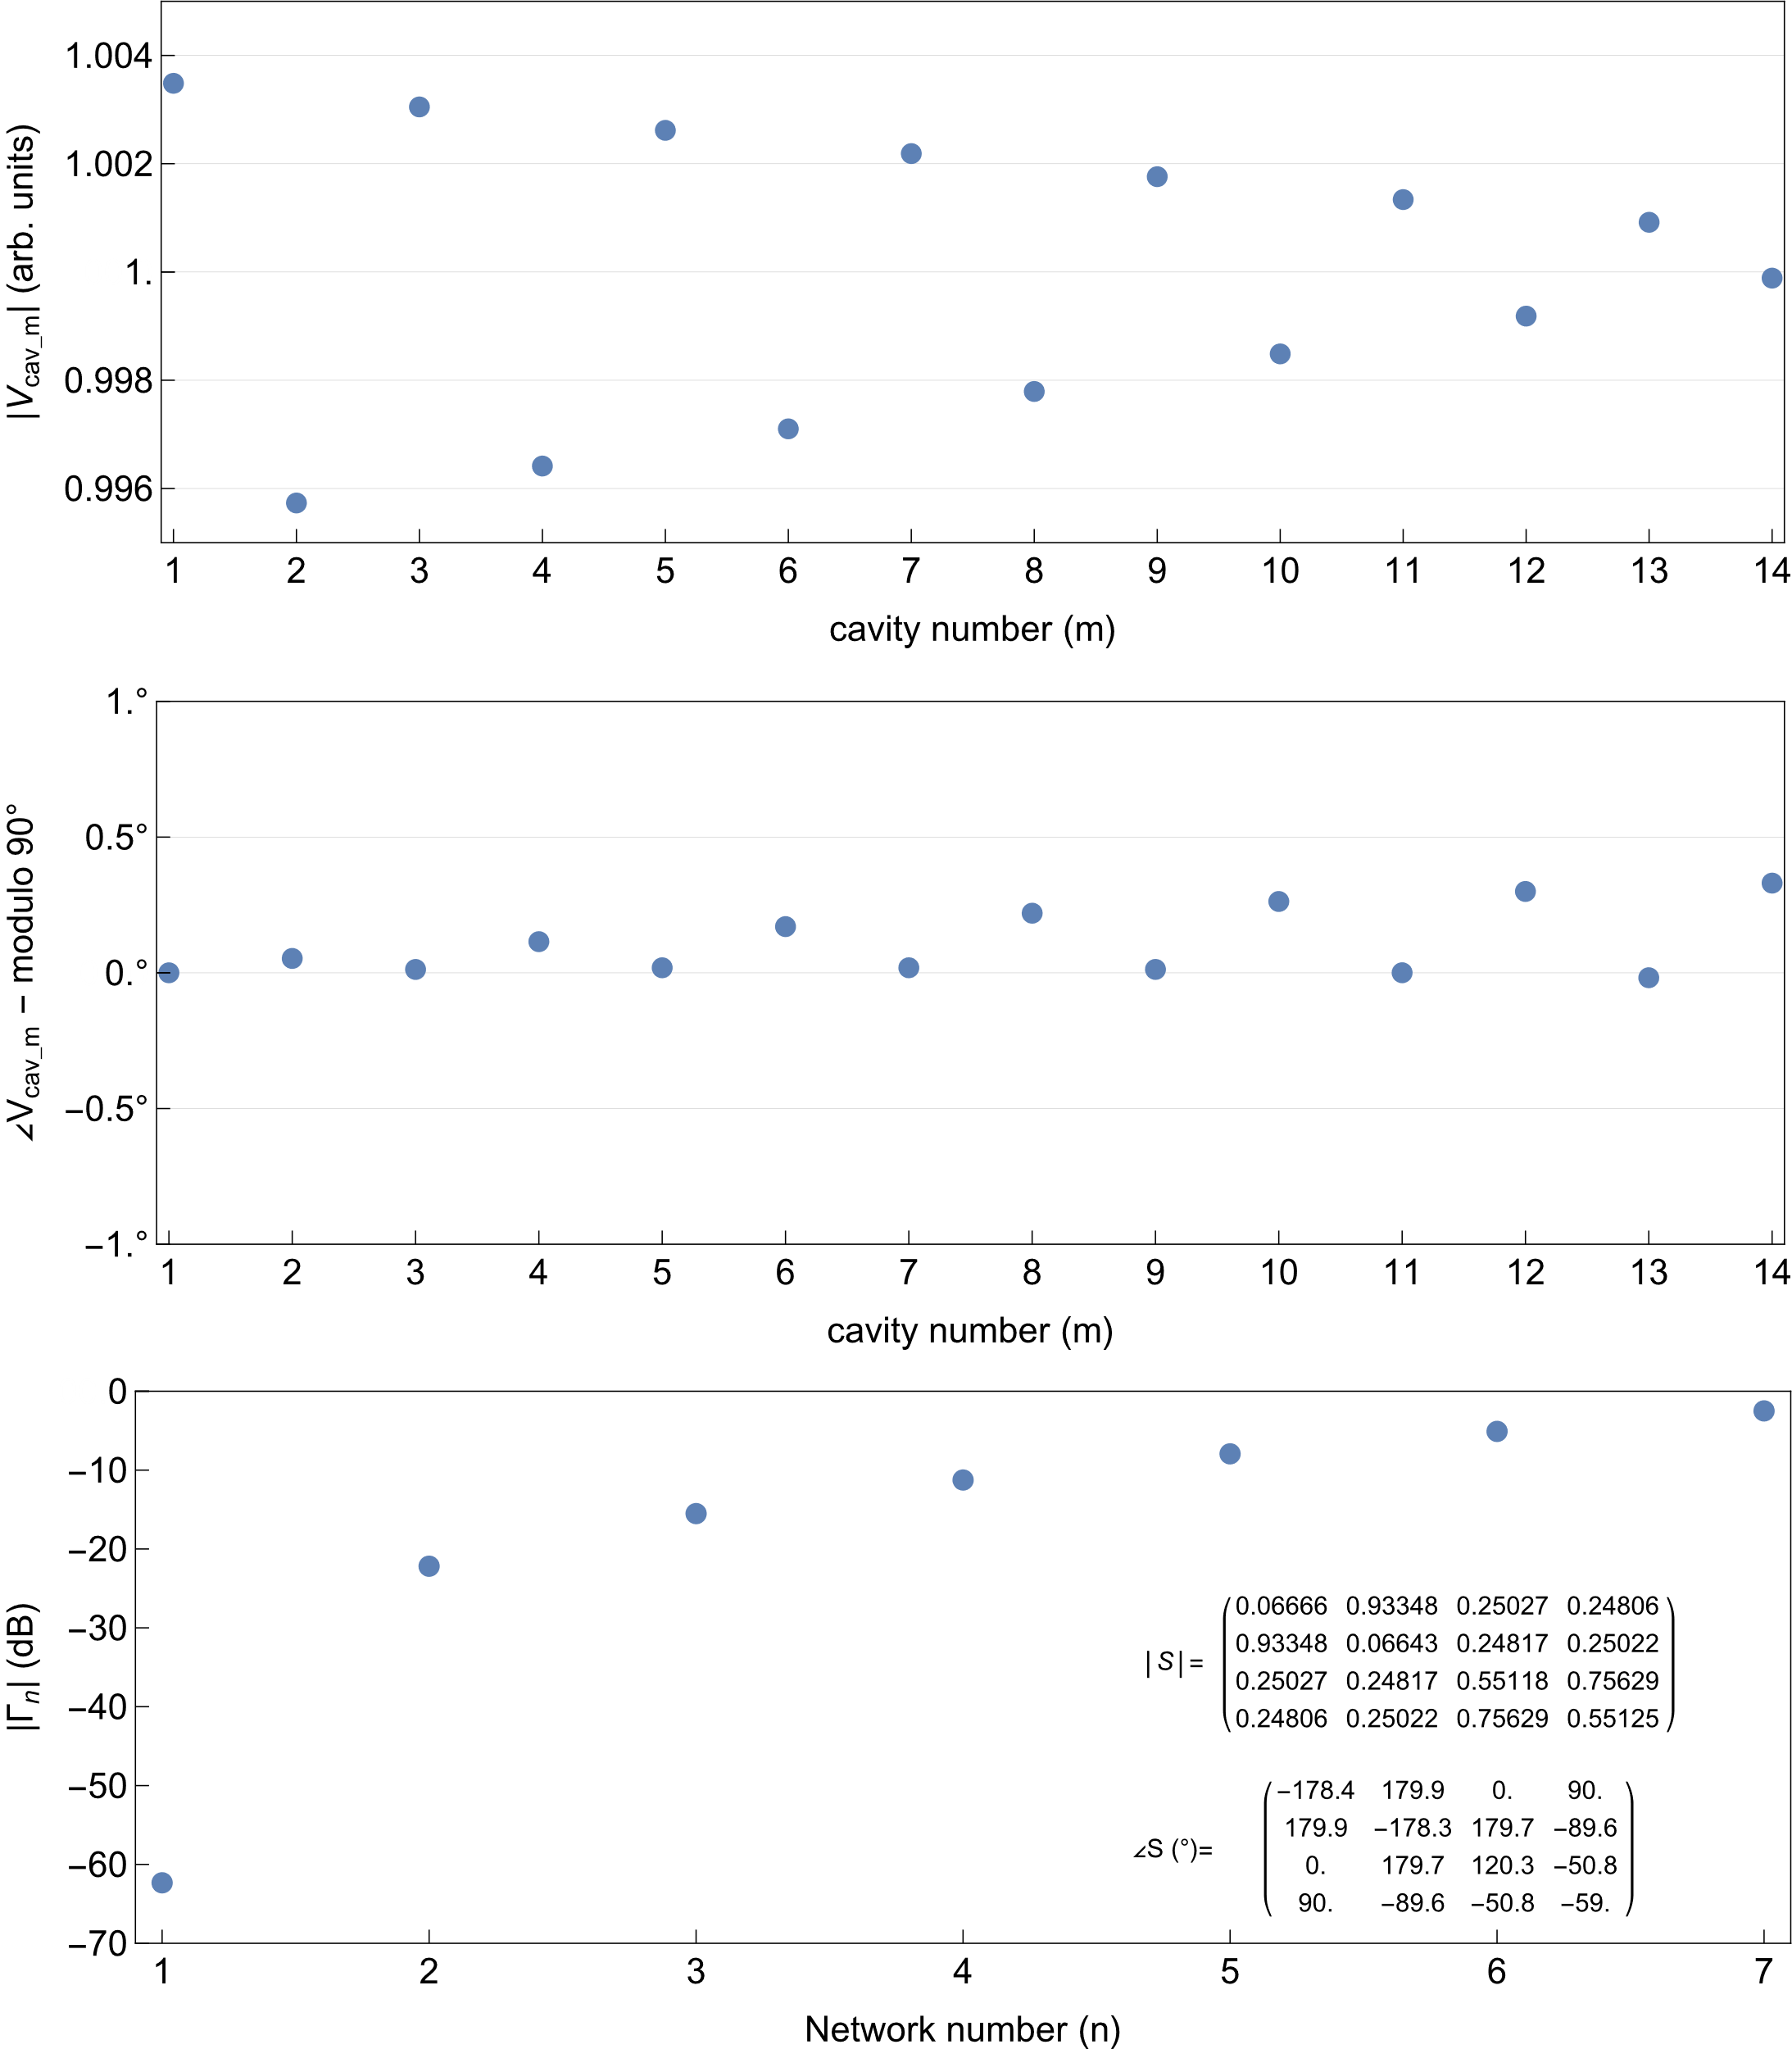 |V_cav_m| (arb. units)
1.004
1.002
1.
0.998
0.996
1 2 3 4 5 6 7 8 9 10 11 12 13 14
cavity number (m)
∠V_cav_m − modulo 90°
1.°
0.5°
0.°
−0.5°
−1.°
1 2 3 4 5 6 7 8 9 10 11 12 13 14
cavity number (m)
|Γ_n| (dB)
0
−10
−20
−30
−40
−50
−60
−70
|S|=
0.06666 0.93348 0.25027 0.24806
0.93348 0.06643 0.24817 0.25022
0.25027 0.24817 0.55118 0.75629
0.24806 0.25022 0.75629 0.55125
∠S (°)=
−178.4 179.9 0. 90.
179.9 −178.3 179.7 −89.6
0. 179.7 120.3 −50.8
90. −89.6 −50.8 −59.
1 2 3 4 5 6 7
Network number (n)